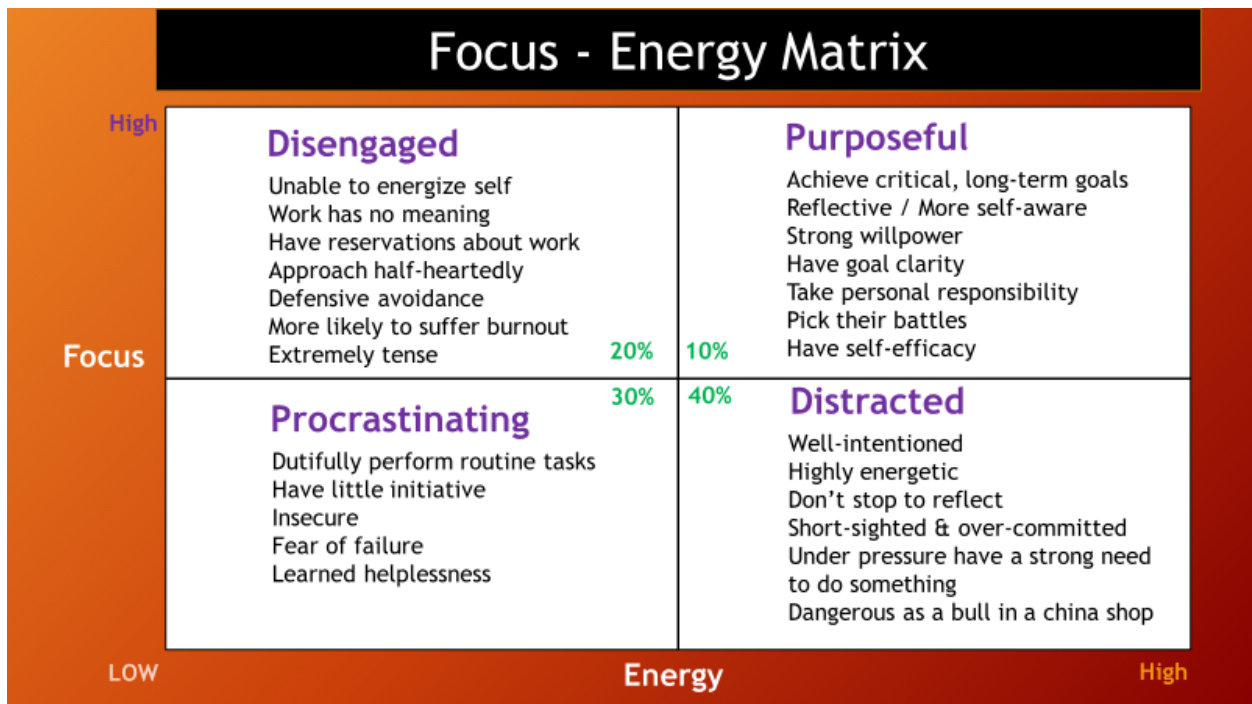 Focus - Energy Matrix
High
Disengaged
Unable to energize self
Work has no meaning
Have reservations about work
Approach half-heartedly
Defensive avoidance
More likely to suffer burnout
Extremely tense
20%
Purposeful
Achieve critical, long-term goals
Reflective / More self-aware
Strong willpower
Have goal clarity
Take personal responsibility
Pick their battles
Have self-efficacy
10%
Focus
Procrastinating
30%
Dutifully perform routine tasks
Have little initiative
Insecure
Fear of failure
Learned helplessness
40%
Distracted
Well-intentioned
Highly energetic
Don't stop to reflect
Short-sighted & over-committed
Under pressure have a strong need
to do something
Dangerous as a bull in a china shop
LOW
Energy
High